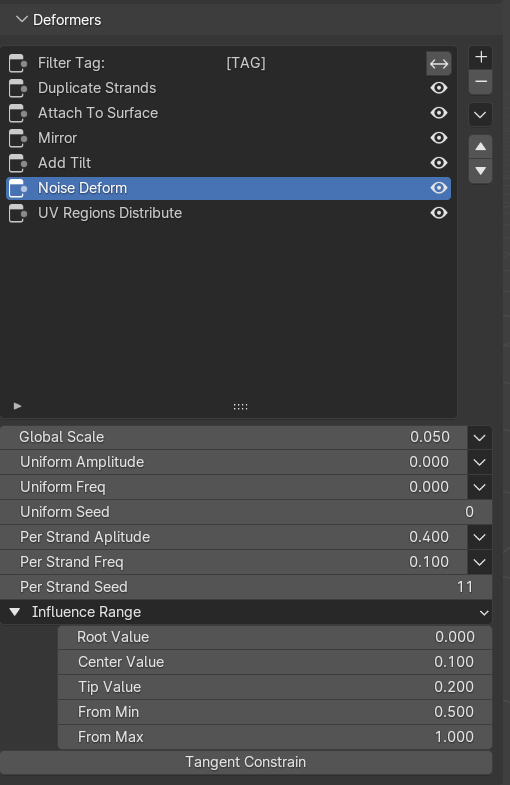 Deformers
Filter Tag: [TAG]
Duplicate Strands
Attach To Surface
Mirror
Add Tilt
Noise Deform
UV Regions Distribute
Global Scale 0.050
Uniform Amplitude 0.000
Uniform Freq 0.000
Uniform Seed 0
Per Strand Aplitude 0.400
Per Strand Freq 0.100
Per Strand Seed 11
Influence Range
Root Value 0.000
Center Value 0.100
Tip Value 0.200
From Min 0.500
From Max 1.000
Tangent Constrain